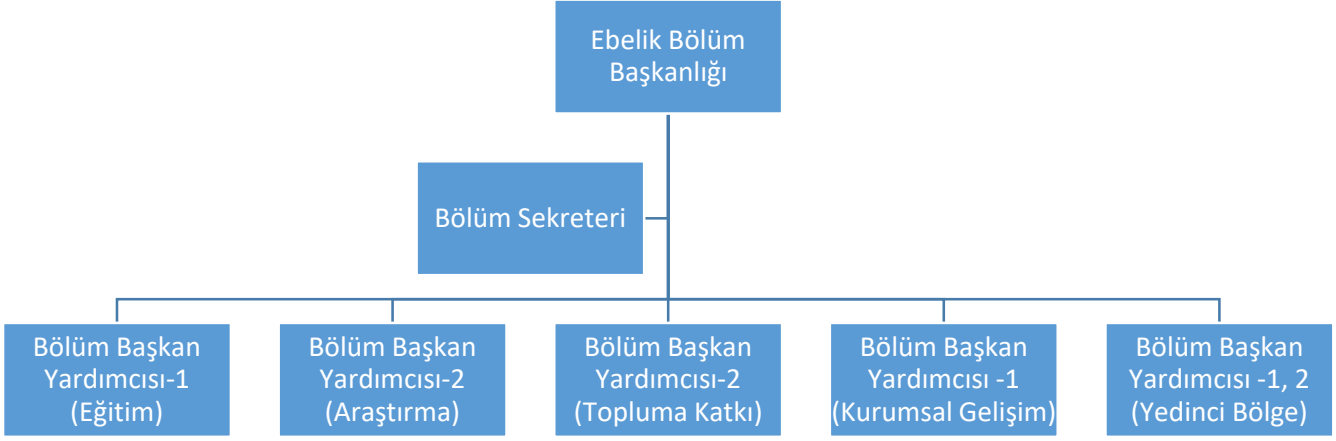 Ebelik Bölüm
Başkanlığı
Bölüm Sekreteri
Bölüm Başkan
Yardımcısı-1
(Eğitim)
Bölüm Başkan
Yardımcısı-2
(Araştırma)
Bölüm Başkan
Yardımcısı-2
(Topluma Katkı)
Bölüm Başkan
Yardımcısı -1
(Kurumsal Gelişim)
Bölüm Başkan
Yardımcısı -1, 2
(Yedinci Bölge)